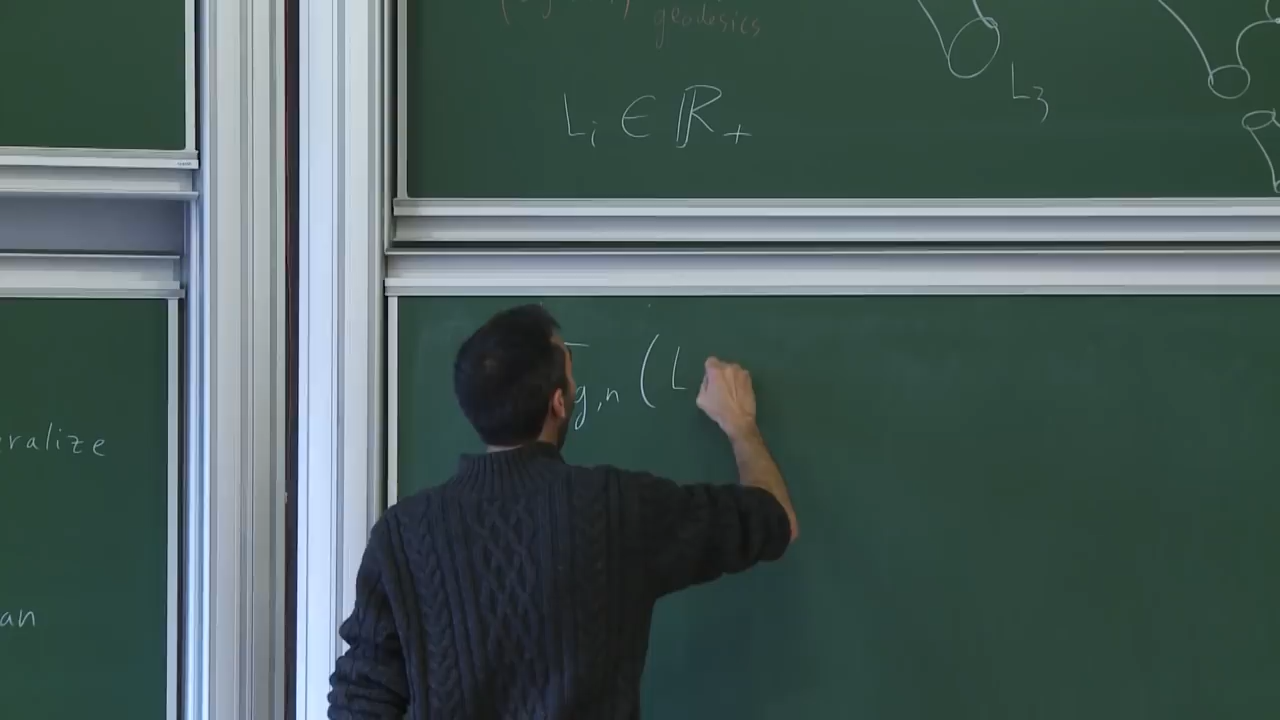 geodesics
L_i ∈ ℝ_+
L_3
eralize
an
g,n ( L